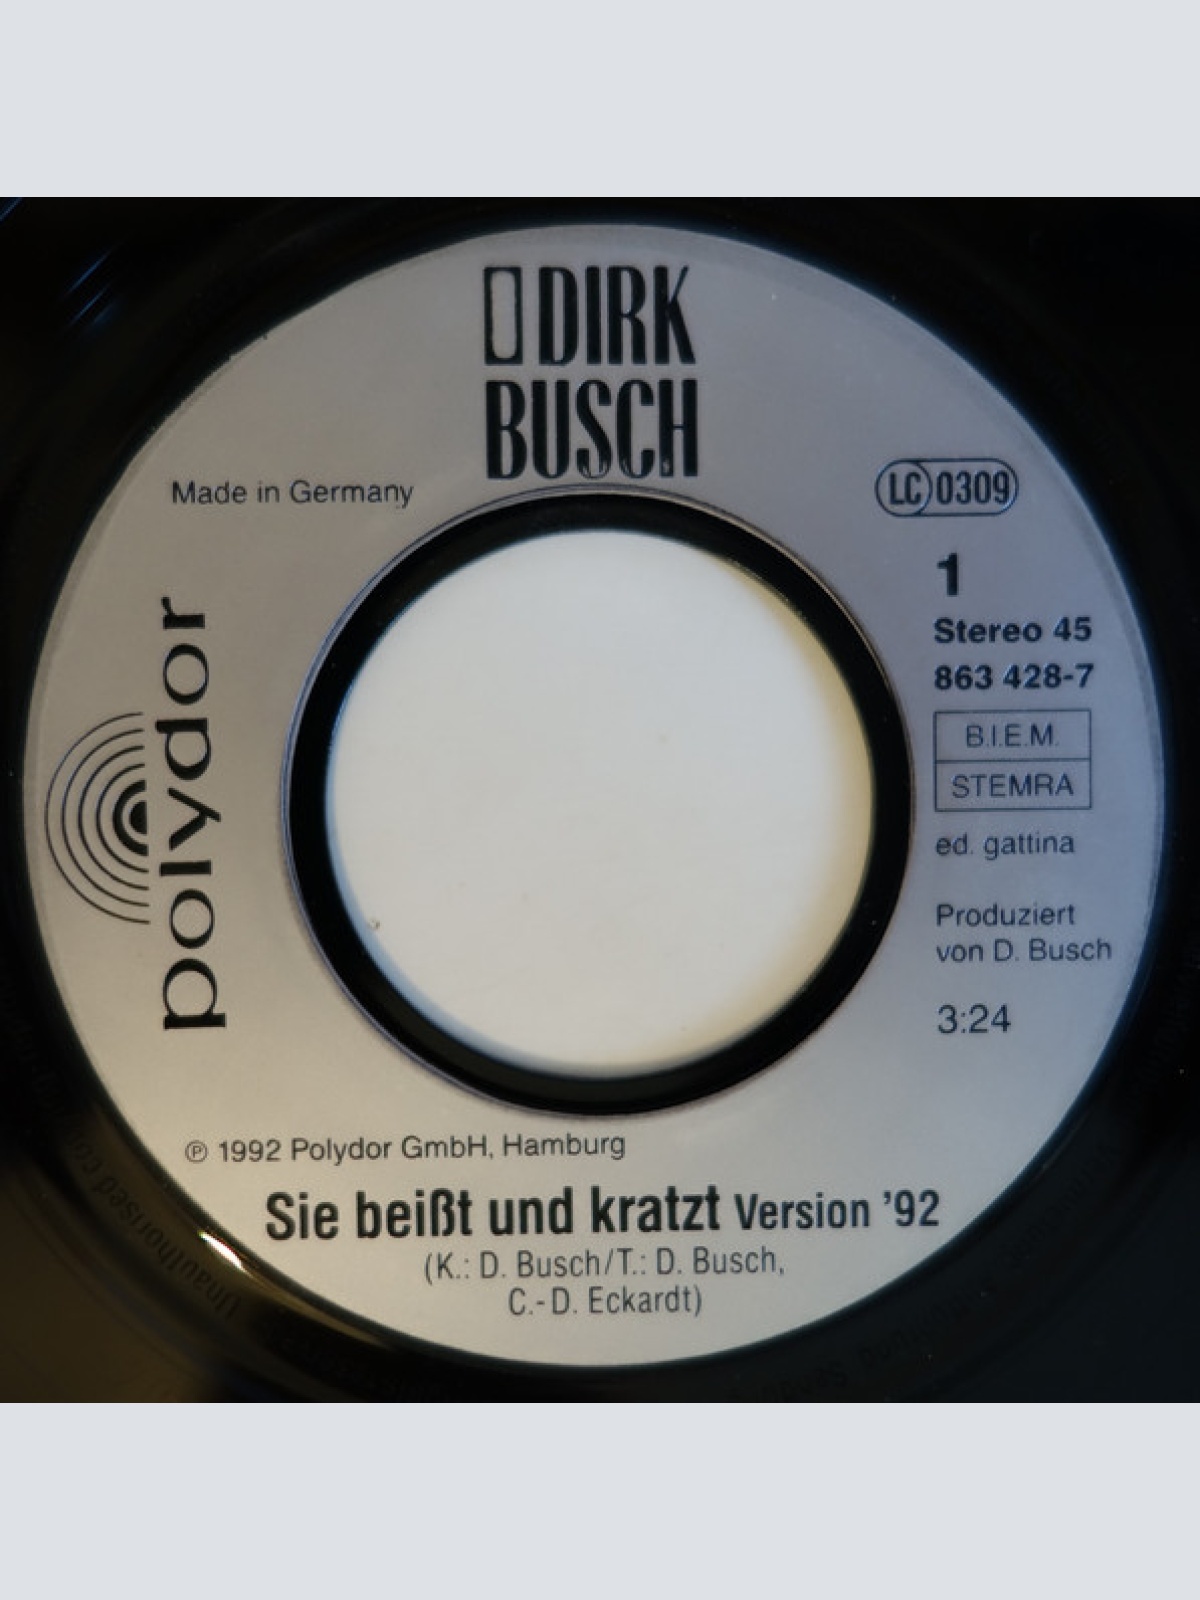 DIRK
BUSCH
Made in Germany
LC 0309
1
Stereo 45
863 428-7
B.I.E.M.
STEMRA
ed. gattina
Produziert
von D. Busch
3:24
polydor
℗ 1992 Polydor GmbH, Hamburg
Sie beißt und kratzt Version '92
(K.: D. Busch/T.: D. Busch,
C.-D. Eckardt)
Unauthorised